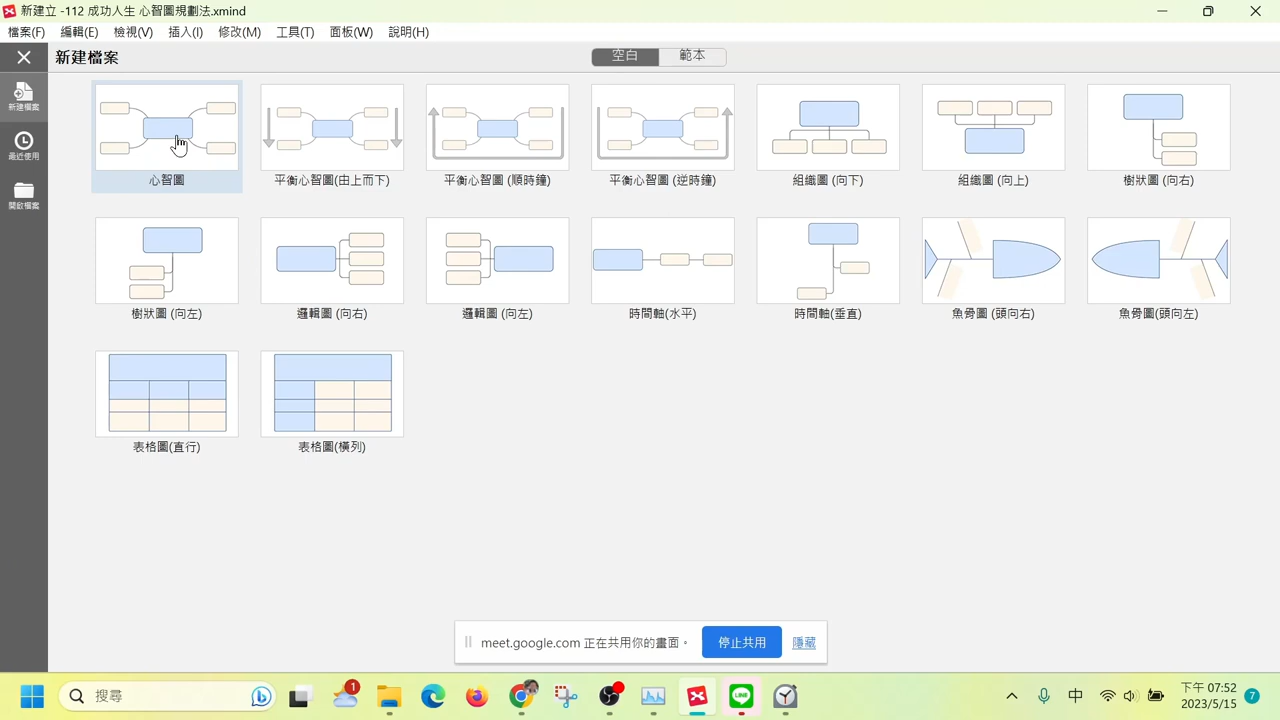 新建立 -112 成功人生 心智圖規劃法.xmind
檔案(F) 編輯(E) 檢視(V) 插入(I) 修改(M) 工具(T) 面板(W) 說明(H)
新建檔案
空白 範本
新建檔案
最近使用
開啟檔案
心智圖 平衡心智圖(由上而下) 平衡心智圖 (順時鐘) 平衡心智圖 (逆時鐘) 組織圖 (向下) 組織圖 (向上) 樹狀圖 (向右)
樹狀圖 (向左) 邏輯圖 (向右) 邏輯圖 (向左) 時間軸(水平) 時間軸(垂直) 魚骨圖 (頭向右) 魚骨圖(頭向左)
表格圖(直行) 表格圖(橫列)
meet.google.com 正在共用你的畫面。 停止共用 隱藏
搜尋
1
LINE
中
下午 07:52
2023/5/15
7